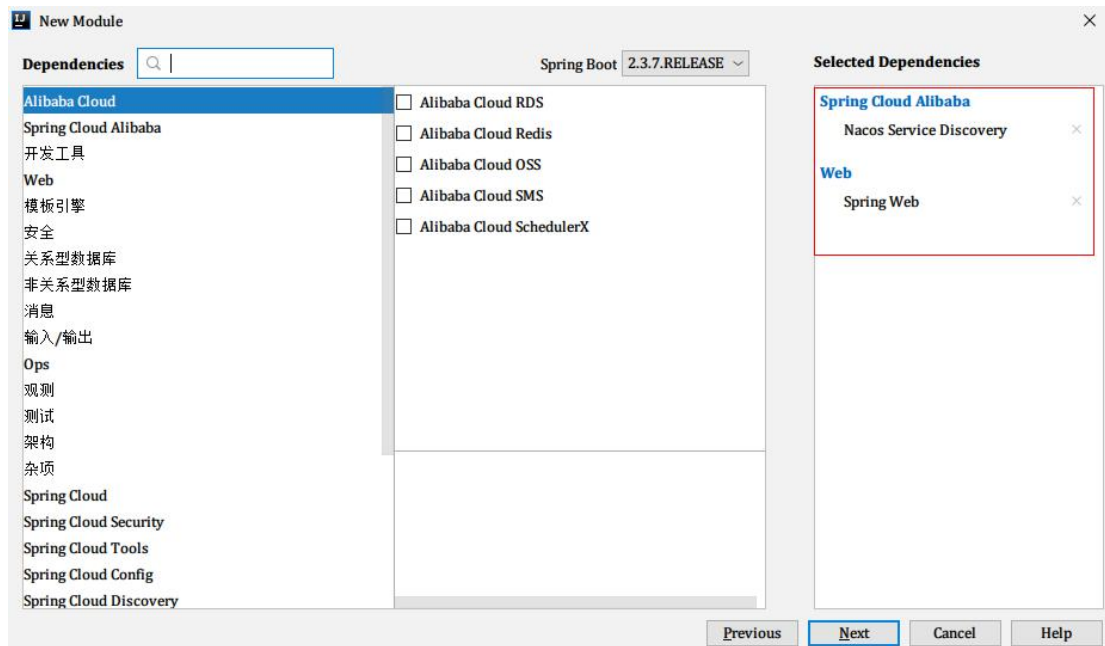 New Module
Dependencies
Spring Boot 2.3.7.RELEASE
Selected Dependencies
Alibaba Cloud
Spring Cloud Alibaba
开发工具
Web
模板引擎
安全
关系型数据库
非关系型数据库
消息
输入/输出
Ops
观测
测试
架构
杂项
Spring Cloud
Spring Cloud Security
Spring Cloud Tools
Spring Cloud Config
Spring Cloud Discovery
Alibaba Cloud RDS
Alibaba Cloud Redis
Alibaba Cloud OSS
Alibaba Cloud SMS
Alibaba Cloud SchedulerX
Spring Cloud Alibaba
Nacos Service Discovery
Web
Spring Web
Previous
Next
Cancel
Help